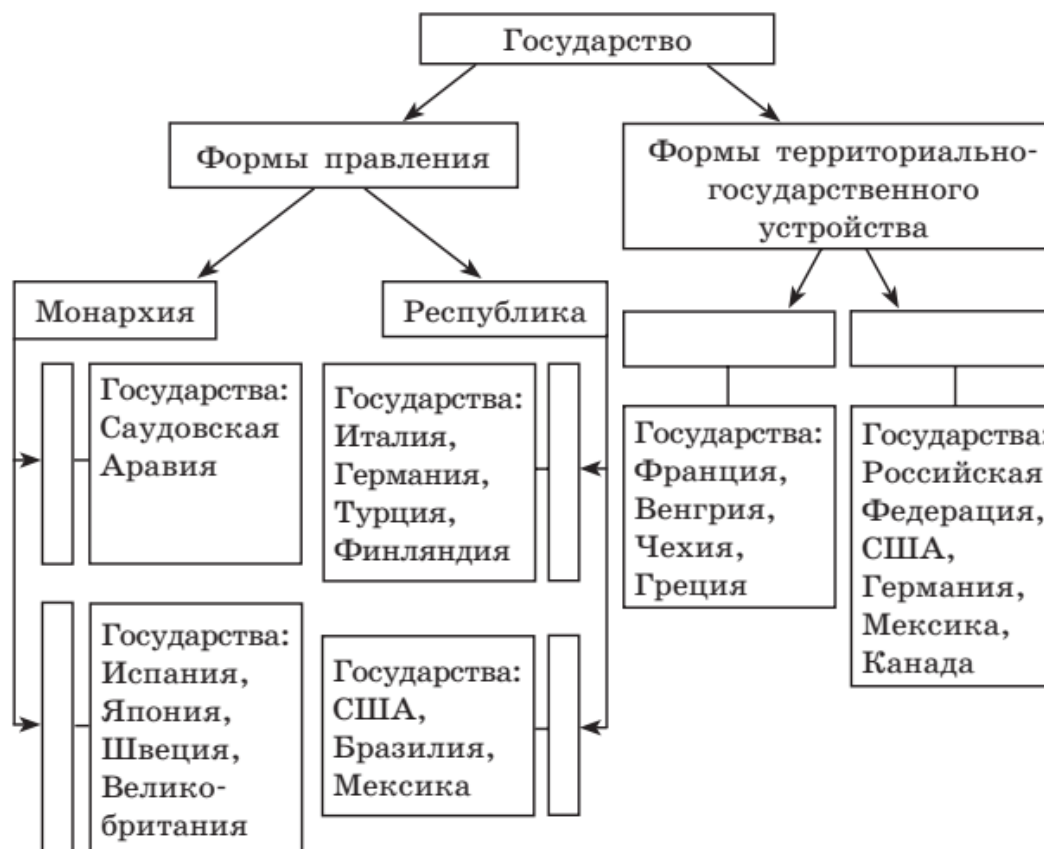 Государство
Формы правления
Формы территориально-
государственного
устройства
Монархия
Республика
Государства:
Саудовская
Аравия
Государства:
Италия,
Германия,
Турция,
Финляндия
Государства:
Франция,
Венгрия,
Чехия,
Греция
Государства:
Российская
Федерация,
США,
Германия,
Мексика,
Канада
Государства:
Испания,
Япония,
Швеция,
Велико-
британия
Государства:
США,
Бразилия,
Мексика